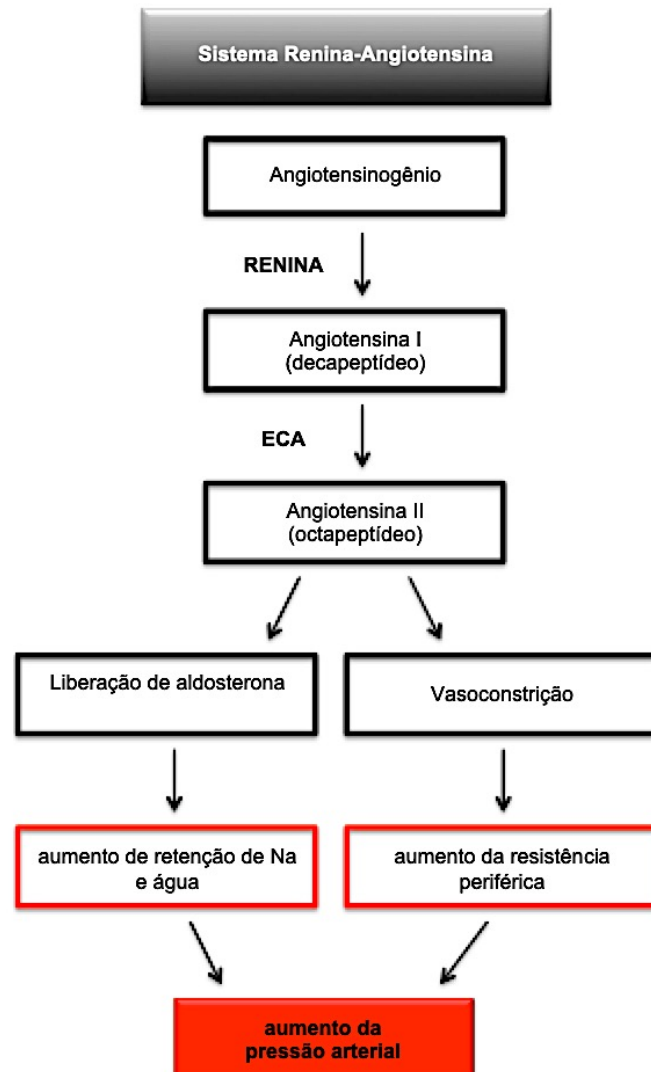 Sistema Renina-Angiotensina
Angiotensinogênio
RENINA
Angiotensina I
(decapeptídeo)
ECA
Angiotensina II
(octapeptídeo)
Liberação de aldosterona
Vasoconstrição
aumento de retenção de Na
e água
aumento da resistência
periférica
aumento da
pressão arterial